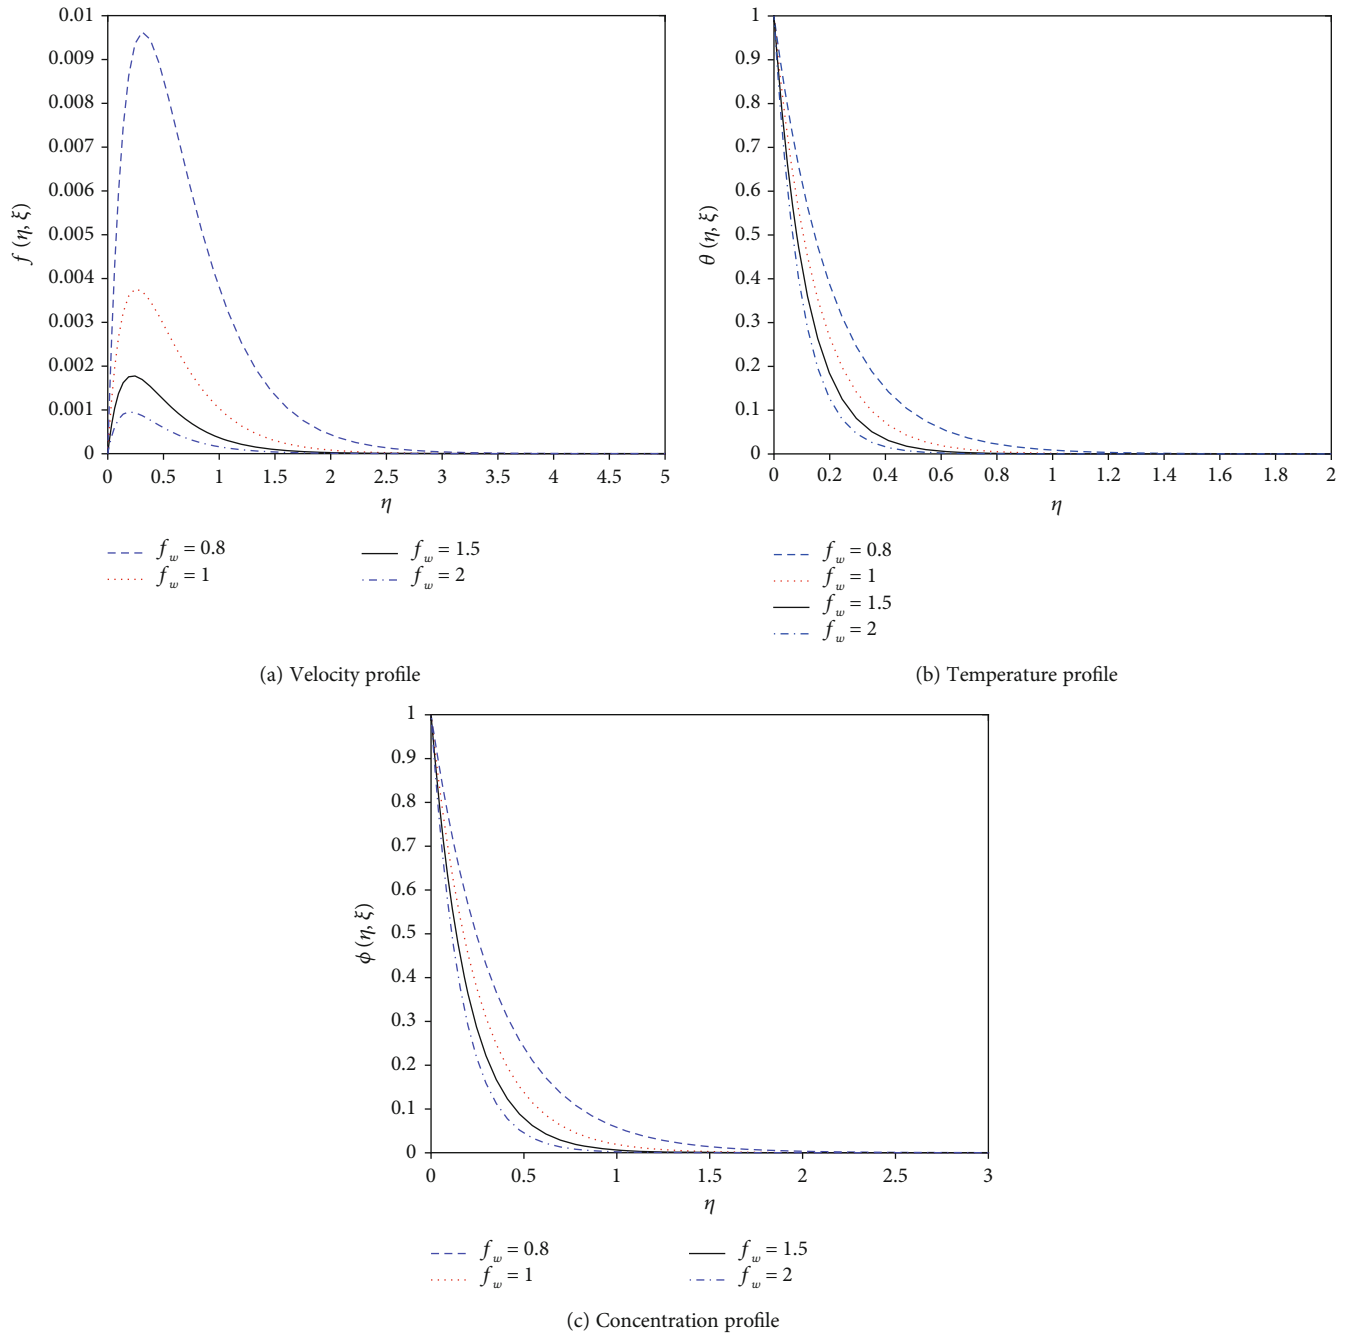 0.01
0.009
0.008
0.007
0.006
0.005
0.004
0.003
0.002
0.001
0
f (η, ξ)
0 0.5 1 1.5 2 2.5 3 3.5 4 4.5 5
η
f_w = 0.8
f_w = 1
f_w = 1.5
f_w = 2
(a) Velocity profile
1
0.9
0.8
0.7
0.6
0.5
0.4
0.3
0.2
0.1
0
θ (η, ξ)
0 0.2 0.4 0.6 0.8 1 1.2 1.4 1.6 1.8 2
η
f_w = 0.8
f_w = 1
f_w = 1.5
f_w = 2
(b) Temperature profile
1
0.9
0.8
0.7
0.6
0.5
0.4
0.3
0.2
0.1
0
ϕ (η, ξ)
0 0.5 1 1.5 2 2.5 3
η
f_w = 0.8
f_w = 1
f_w = 1.5
f_w = 2
(c) Concentration profile